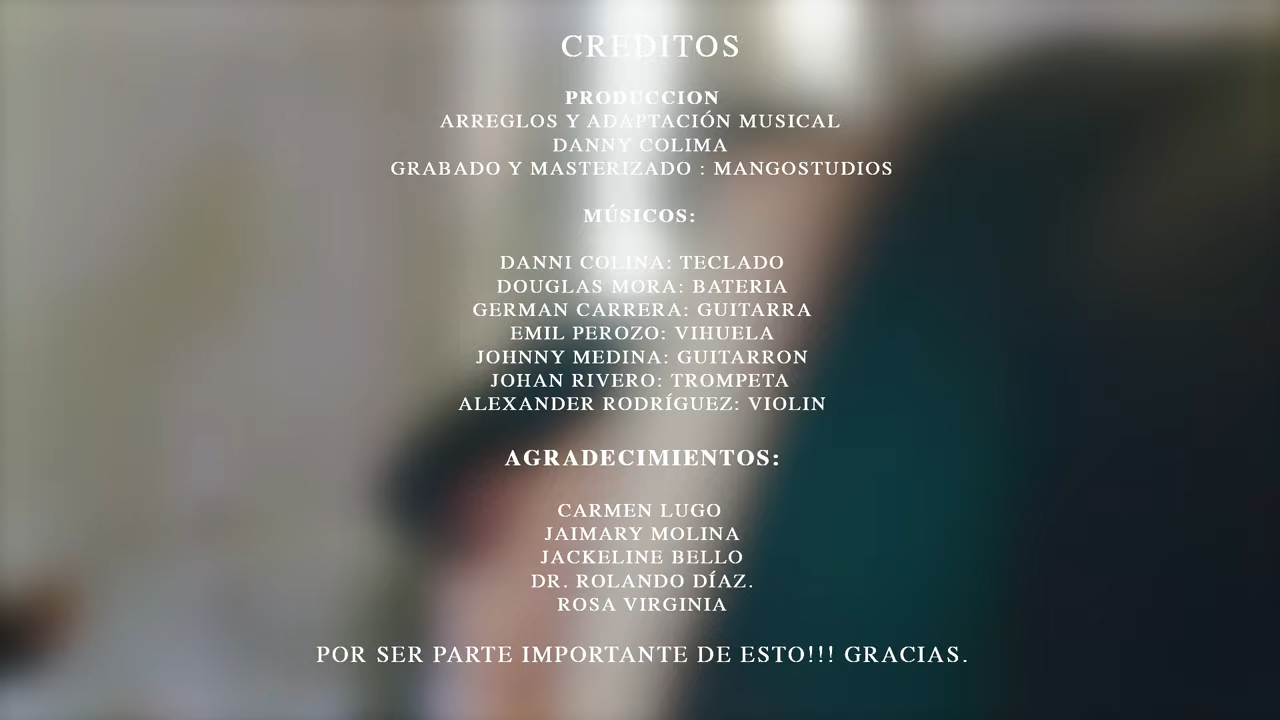 CREDITOS
PRODUCCION
ARREGLOS Y ADAPTACIÓN MUSICAL
DANNY COLIMA
GRABADO Y MASTERIZADO : MANGOSTUDIOS
MÚSICOS:
DANNI COLINA: TECLADO
DOUGLAS MORA: BATERIA
GERMAN CARRERA: GUITARRA
EMIL PEROZO: VIHUELA
JOHNNY MEDINA: GUITARRON
JOHAN RIVERO: TROMPETA
ALEXANDER RODRÍGUEZ: VIOLIN
AGRADECIMIENTOS:
CARMEN LUGO
JAIMARY MOLINA
JACKELINE BELLO
DR. ROLANDO DÍAZ.
ROSA VIRGINIA
POR SER PARTE IMPORTANTE DE ESTO!!! GRACIAS.